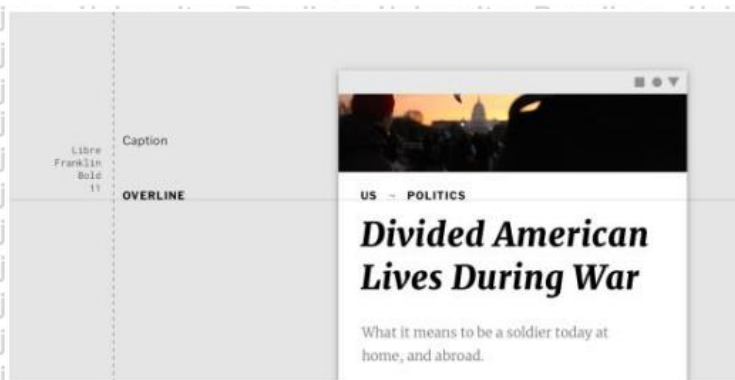 Caption
Libre
Franklin
Bold
11
OVERLINE
US → POLITICS
Divided American
Lives During War
What it means to be a soldier today at
home, and abroad.